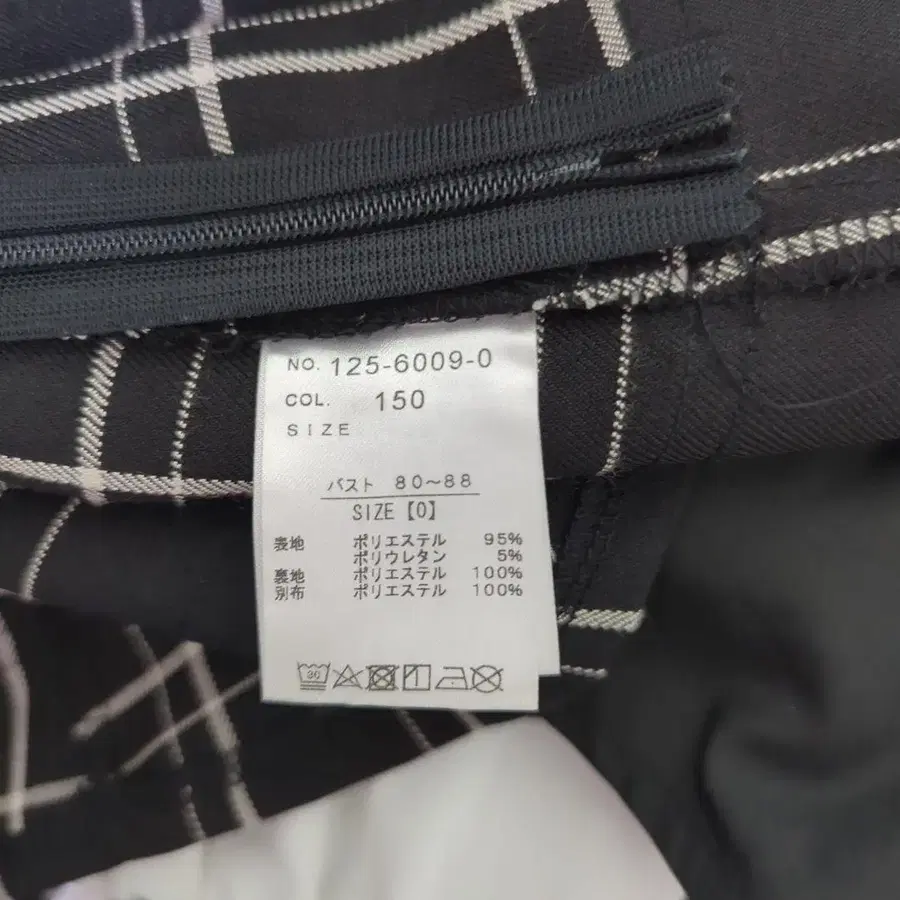 NO. 125-6009-0
COL. 150
SIZE
バスト 80~88
SIZE【0】
表地 ポリエステル 95%
ポリウレタン 5%
裏地 ポリエステル 100%
別布 ポリエステル 100%
30